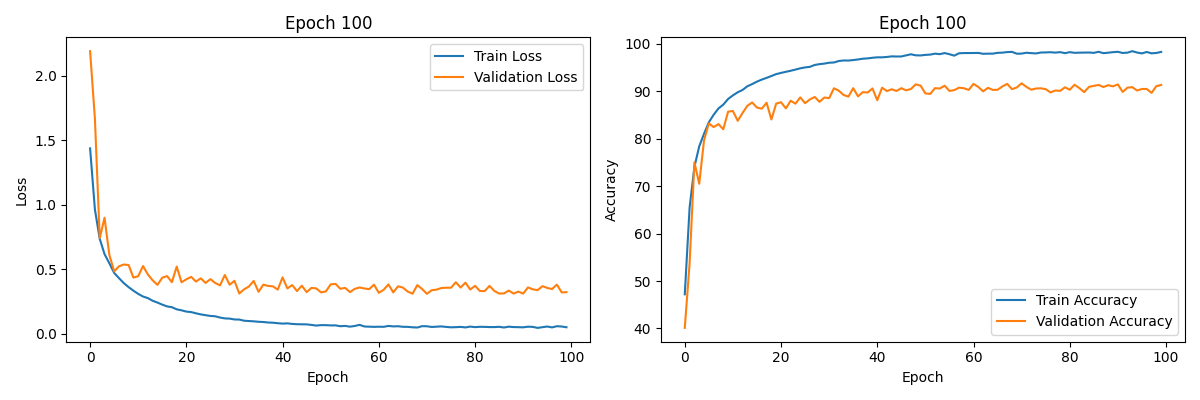 Epoch 100
Train Loss
Validation Loss
2.0
1.5
1.0
0.5
0.0
Loss
0 20 40 60 80 100
Epoch
Epoch 100
100
90
80
70
60
50
40
Accuracy
Train Accuracy
Validation Accuracy
0 20 40 60 80 100
Epoch